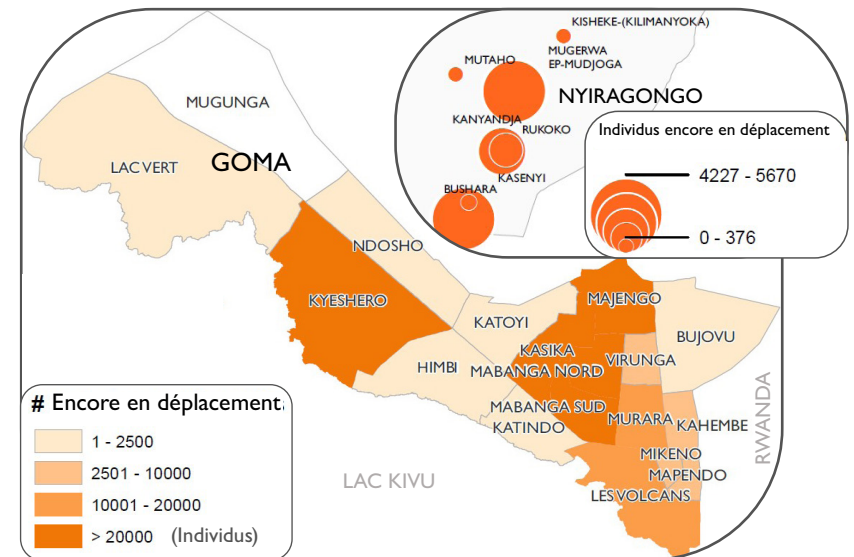 KISHEKE-(KILIMANYOKA)
MUGERWA
EP-MUDJOGA
MUTAHO
NYIRAGONGO
KANYANDJA
RUKOKO
KASENYI
BUSHARA
Individus encore en déplacement
4227 - 5670
0 - 376
MUGUNGA
LAC VERT
GOMA
NDOSHO
KYESHERO
KATOYI
HIMBI
MAJENGO
BUJOVU
KASIKA
VIRUNGA
MABANGA NORD
MABANGA SUD
KATINDO
MURARA
KAHEMBE
MIKENO
MAPENDO
LES VOLCANS
RWANDA
LAC KIVU
# Encore en déplacement:
1 - 2500
2501 - 10000
10001 - 20000
> 20000 (Individus)